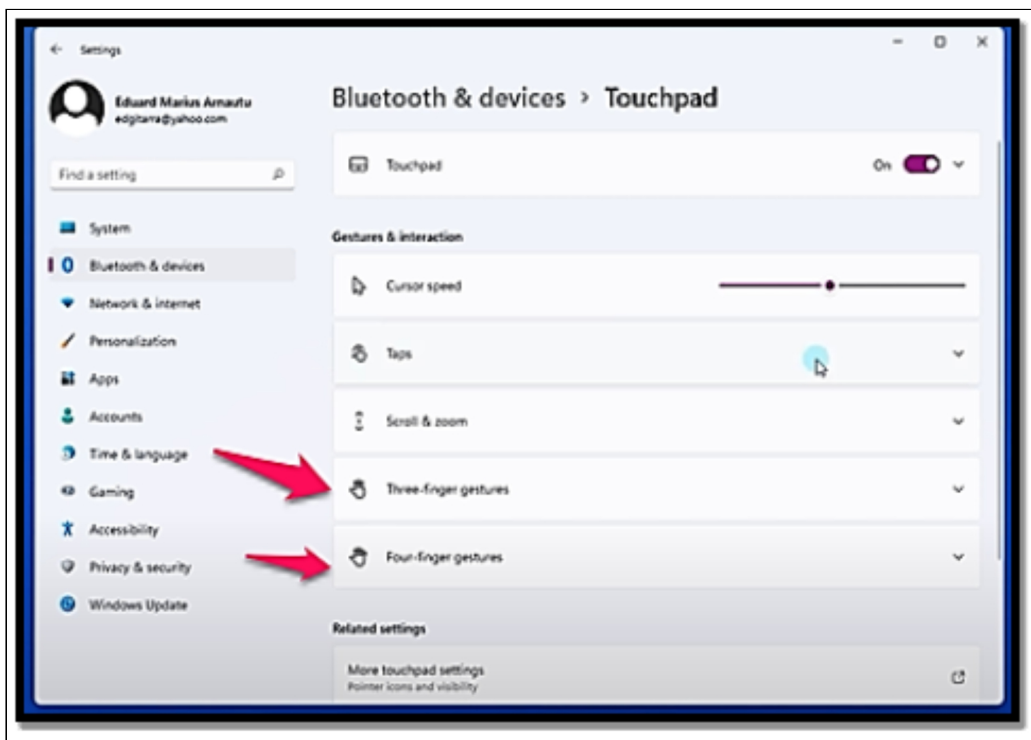 Settings
Eduard Marius Arnautu
edgitarra@yahoo.com
Find a setting
System
Bluetooth & devices
Network & internet
Personalization
Apps
Accounts
Time & language
Gaming
Accessibility
Privacy & security
Windows Update
Bluetooth & devices > Touchpad
Touchpad
On
Gestures & interaction
Cursor speed
Taps
Scroll & zoom
Three-finger gestures
Four-finger gestures
Related settings
More touchpad settings
Pointer icons and visibility